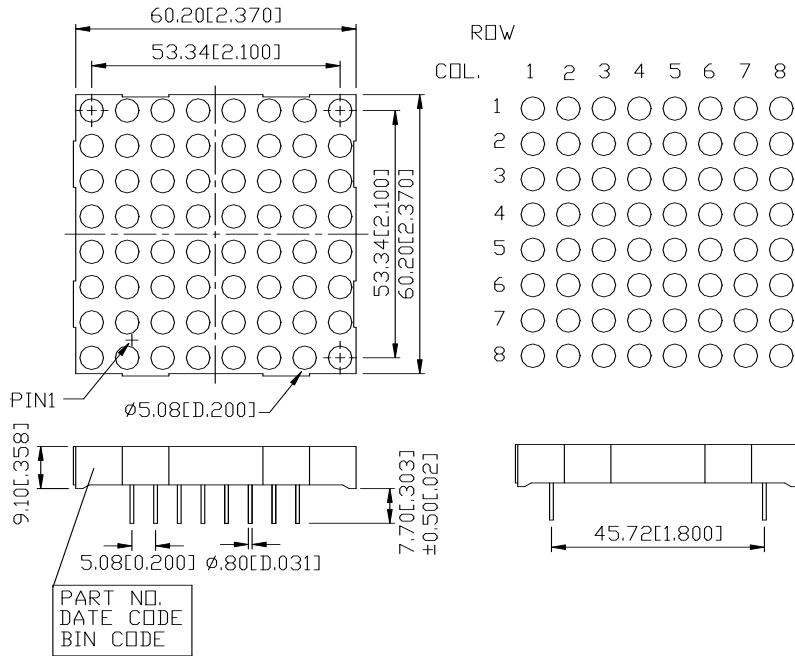 60.20[2.370]
53.34[2.100]
53.34[2.100]
60.20[2.370]
PIN1
ø5.08[D.200]
ROW
COL. 1 2 3 4 5 6 7 8
1
2
3
4
5
6
7
8
9.10[.358]
7.70[.303]
±0.50[.02]
5.08[0.200]
ø.80[D.031]
45.72[1.800]
PART NO.
DATE CODE
BIN CODE